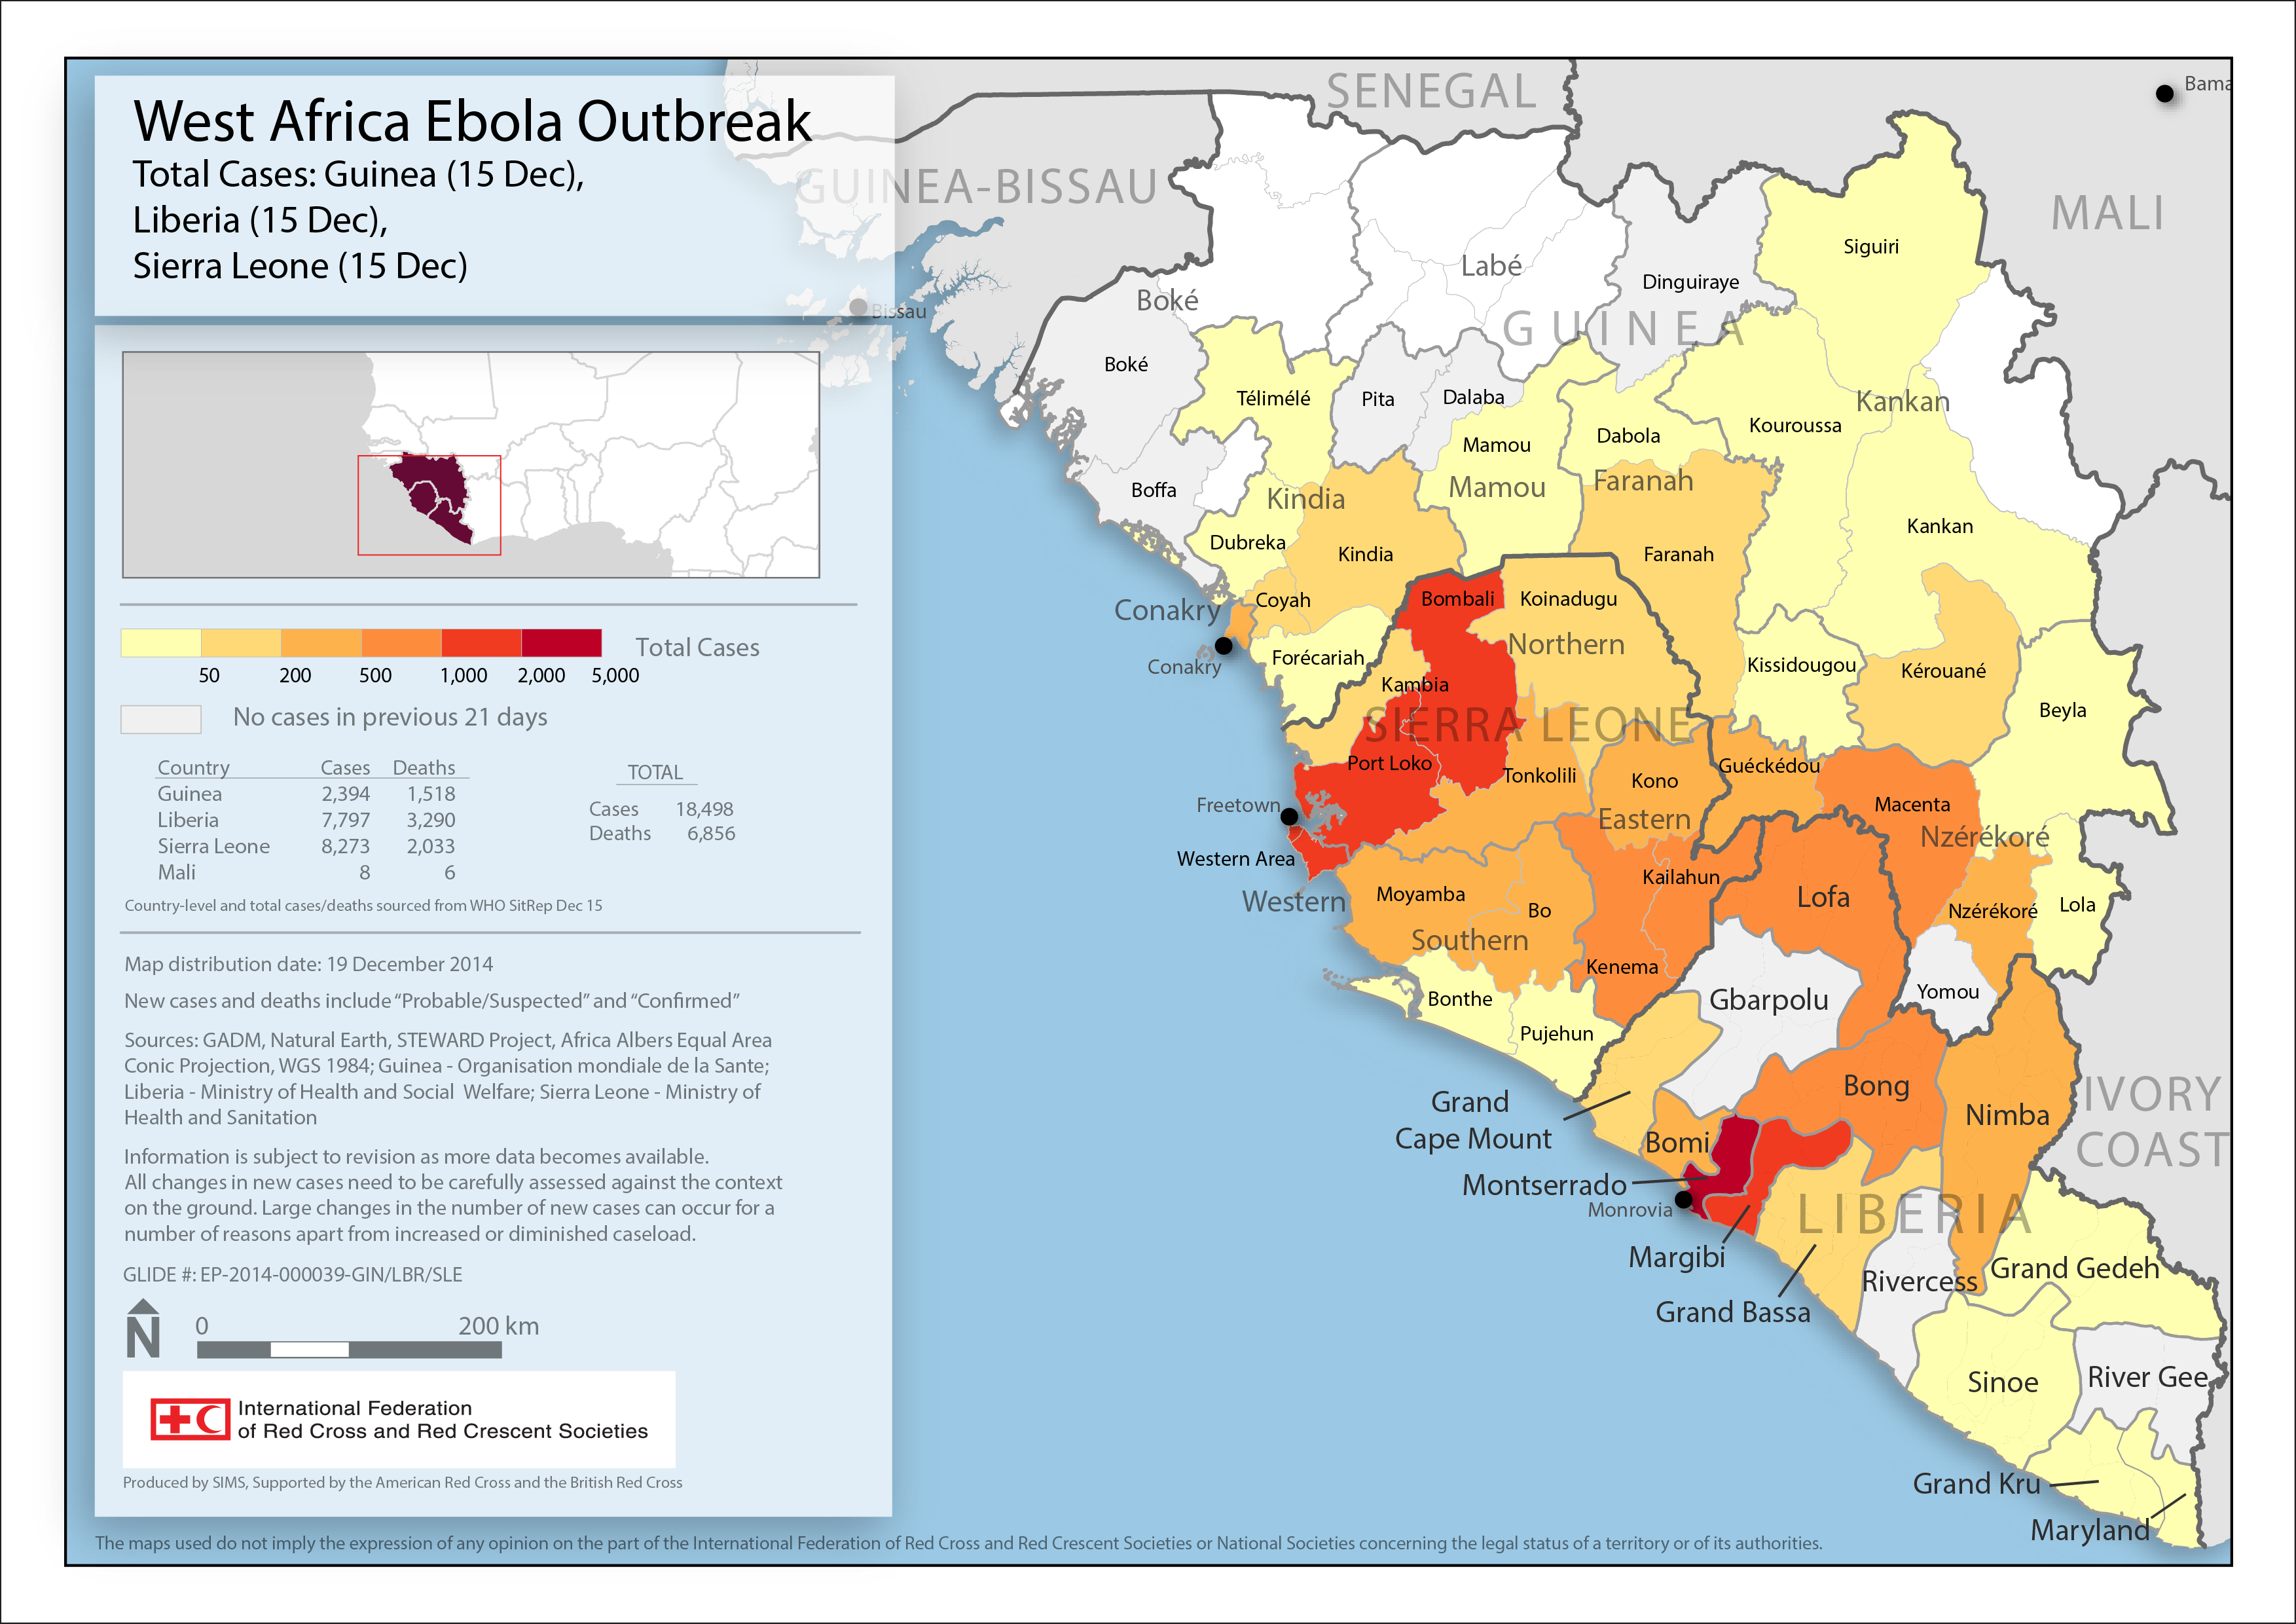 West Africa Ebola Outbreak
Total Cases: Guinea (15 Dec),
Liberia (15 Dec),
Sierra Leone (15 Dec)
50 200 500 1,000 2,000 5,000
Total Cases
No cases in previous 21 days
Country Cases Deaths
Guinea 2,394 1,518
Liberia 7,797 3,290
Sierra Leone 8,273 2,033
Mali 8 6
TOTAL
Cases 18,498
Deaths 6,856
Country-level and total cases/deaths sourced from WHO SitRep Dec 15
Map distribution date: 19 December 2014
New cases and deaths include “Probable/Suspected” and “Confirmed”
Sources: GADM, Natural Earth, STEWARD Project, Africa Albers Equal Area
Conic Projection, WGS 1984; Guinea - Organisation mondiale de la Sante;
Liberia - Ministry of Health and Social Welfare; Sierra Leone - Ministry of
Health and Sanitation
Information is subject to revision as more data becomes available.
All changes in new cases need to be carefully assessed against the context
on the ground. Large changes in the number of new cases can occur for a
number of reasons apart from increased or diminished caseload.
GLIDE #: EP-2014-000039-GIN/LBR/SLE
N
0 200 km
International Federation
of Red Cross and Red Crescent Societies
Produced by SIMS, Supported by the American Red Cross and the British Red Cross
The maps used do not imply the expression of any opinion on the part of the International Federation of Red Cross and Red Crescent Societies or National Societies concerning the legal status of a territory or of its authorities.
SENEGAL
Bama
GUINEA-BISSAU
MALI
Siguiri
Labé
Dinguiraye
Boké
Bissau
GUINEA
Boké
Télimélé
Pita
Dalaba
Kankan
Kouroussa
Dabola
Mamou
Faranah
Mamou
Boffa
Kindia
Kankan
Dubreka
Kindia
Faranah
Coyah
Bombali
Koinadugu
Conakry
Northern
Conakry
Forécariah
Kissidougou
Kérouané
Kambia
Beyla
SIERRA LEONE
Port Loko
Tonkolili
Kono
Guéckédou
Freetown
Macenta
Eastern
Nzérékoré
Western Area
Kailahun
Moyamba
Lofa
Western
Bo
Nzérékoré
Lola
Southern
Kenema
Yomou
Bonthe
Gbarpolu
Pujehun
Bong
IVORY
COAST
Grand
Cape Mount
Nimba
Bomi
Montserrado
Monrovia
LIBERIA
Margibi
Rivercess
Grand Gedeh
Grand Bassa
Sinoe
River Gee
Grand Kru
Maryland